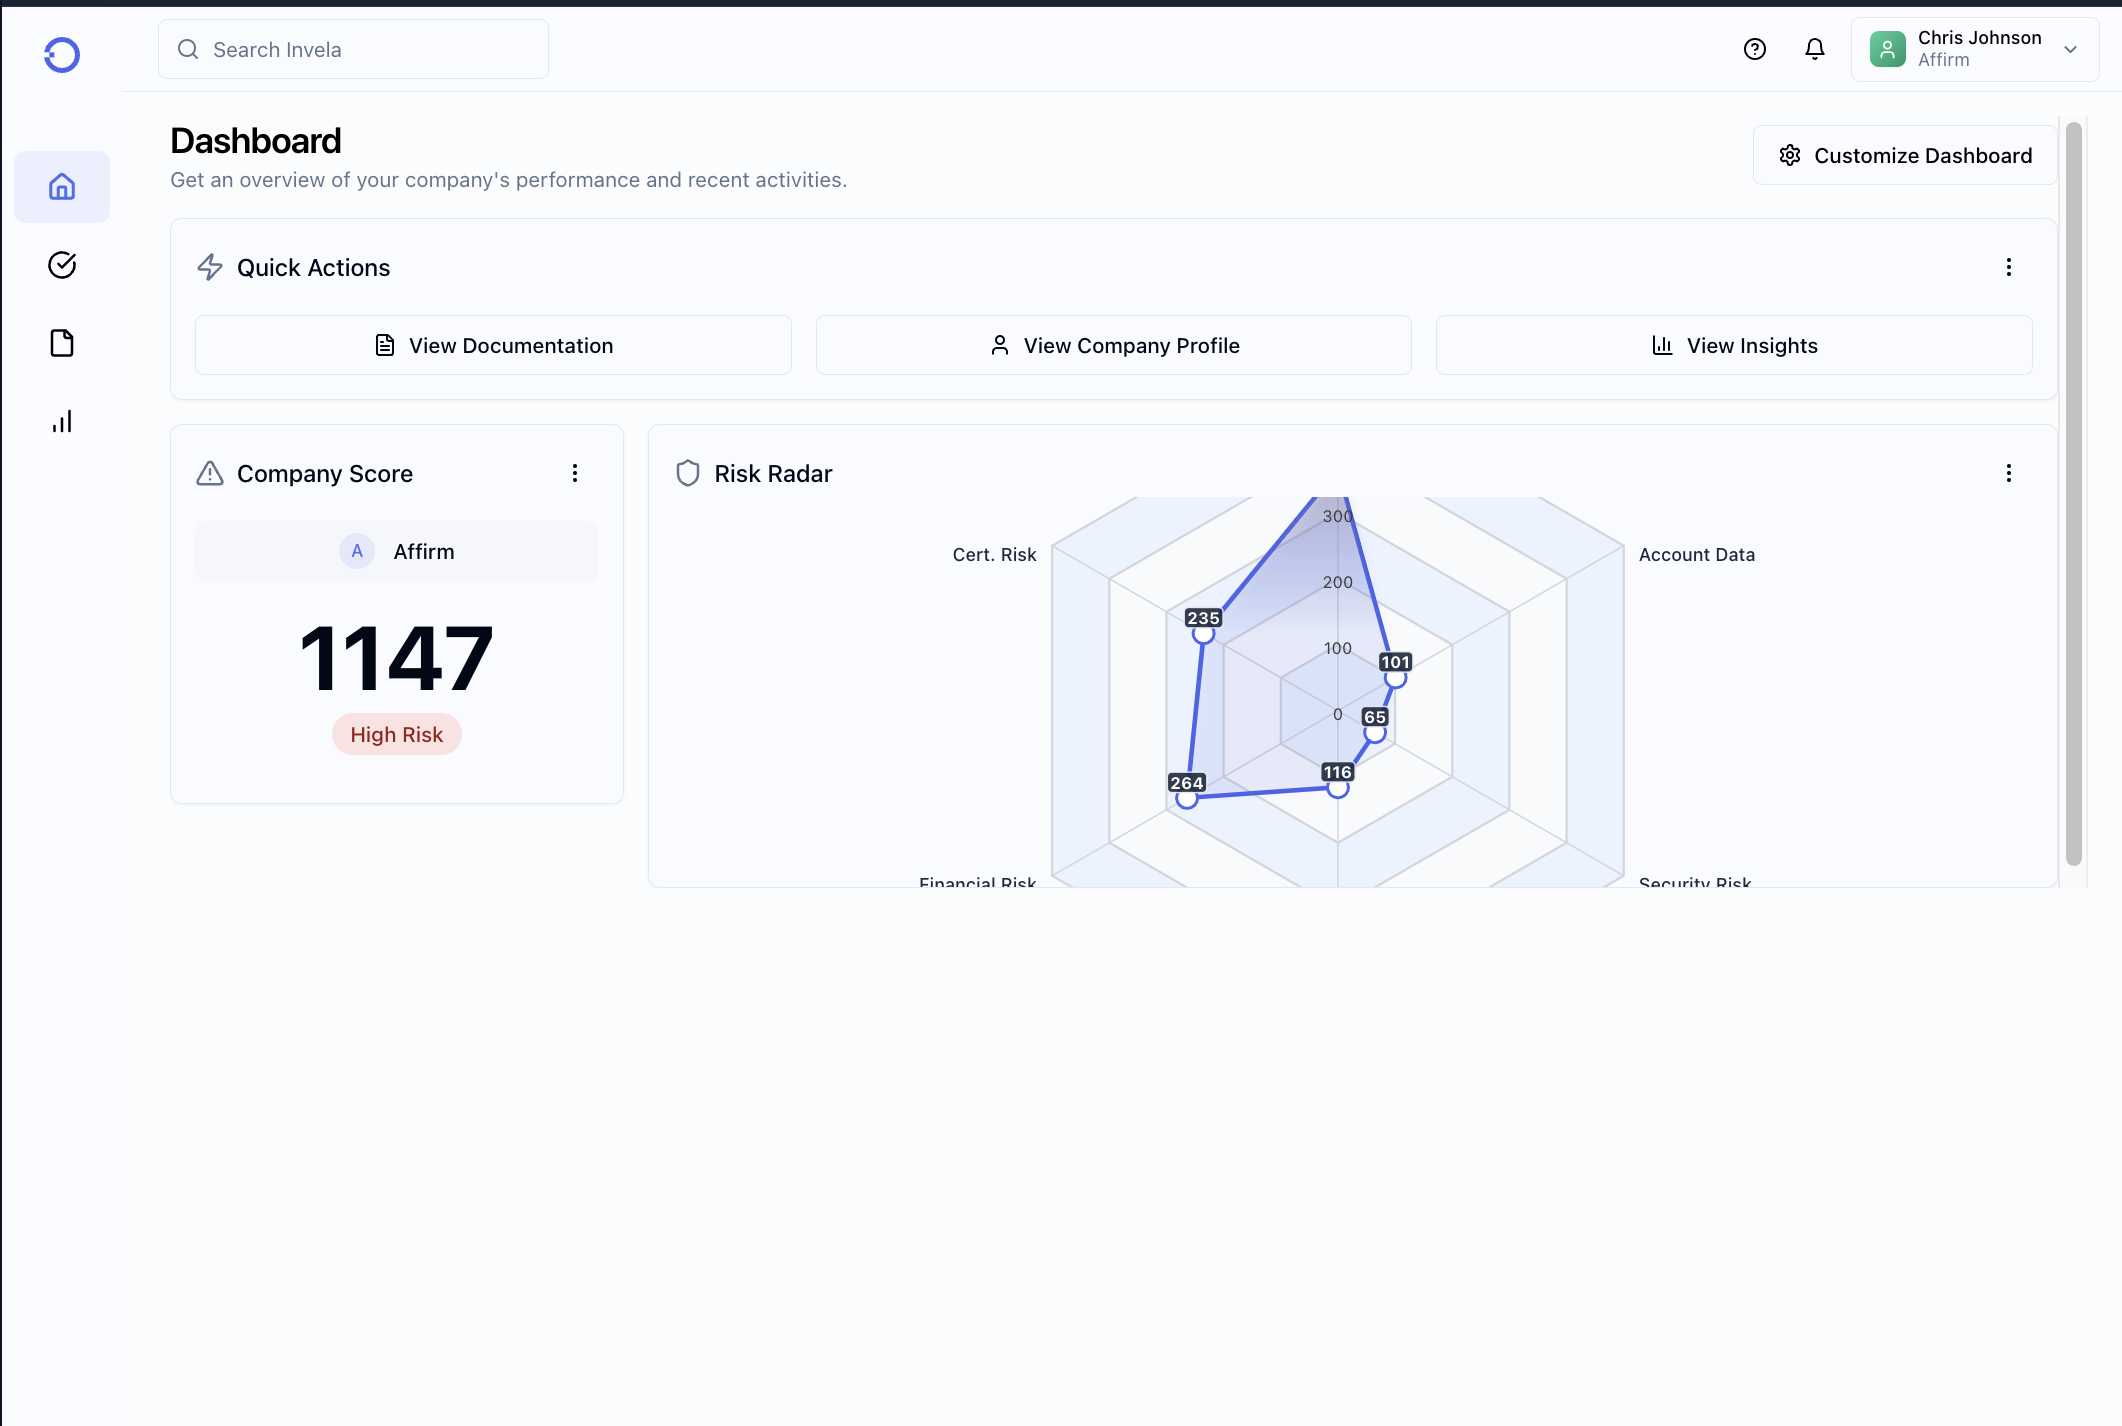 Search Invela
Chris Johnson
Affirm
Dashboard
Get an overview of your company's performance and recent activities.
Customize Dashboard
Quick Actions
View Documentation
View Company Profile
View Insights
Company Score
A Affirm
1147
High Risk
Risk Radar
300
Cert. Risk
Account Data
200
235
100
101
0
65
116
264
Financial Risk
Security Risk